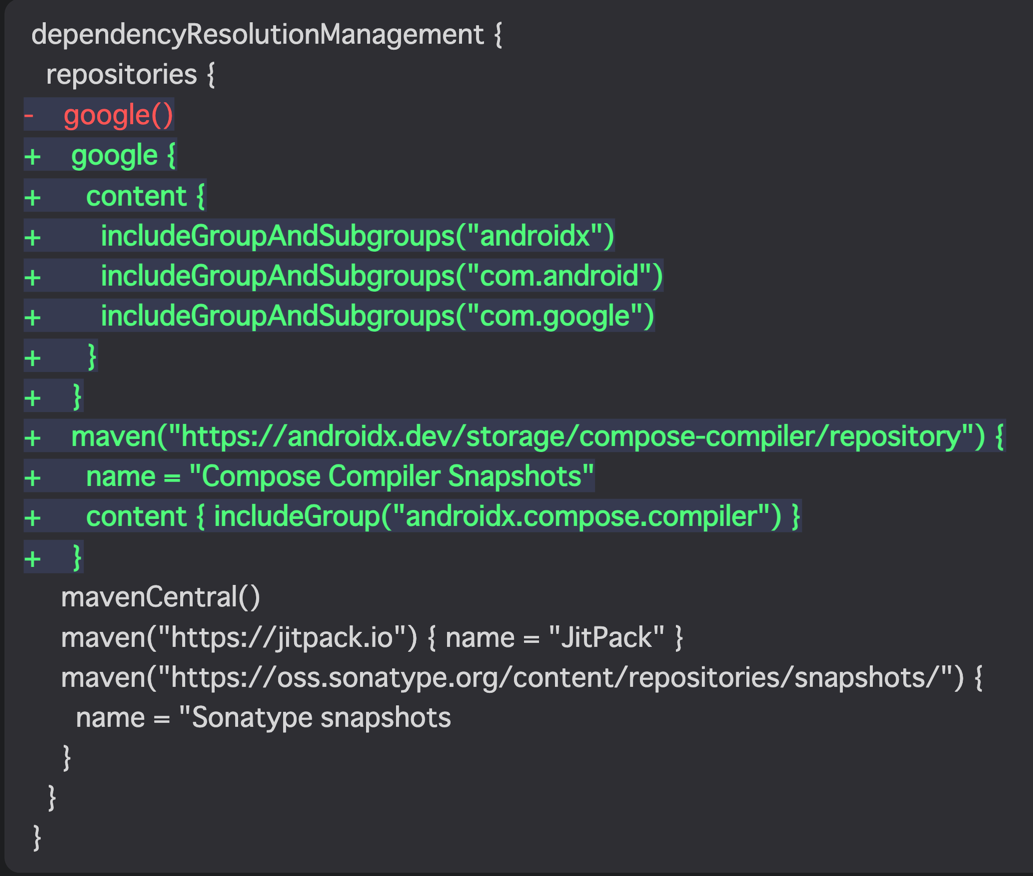 dependencyResolutionManagement {
  repositories {
-    google()
+    google {
+      content {
+        includeGroupAndSubgroups("androidx")
+        includeGroupAndSubgroups("com.android")
+        includeGroupAndSubgroups("com.google")
+      }
+    }
+    maven("https://androidx.dev/storage/compose-compiler/repository") {
+      name = "Compose Compiler Snapshots"
+      content { includeGroup("androidx.compose.compiler") }
+    }
    mavenCentral()
    maven("https://jitpack.io") { name = "JitPack" }
    maven("https://oss.sonatype.org/content/repositories/snapshots/") {
      name = "Sonatype snapshots
    }
  }
}